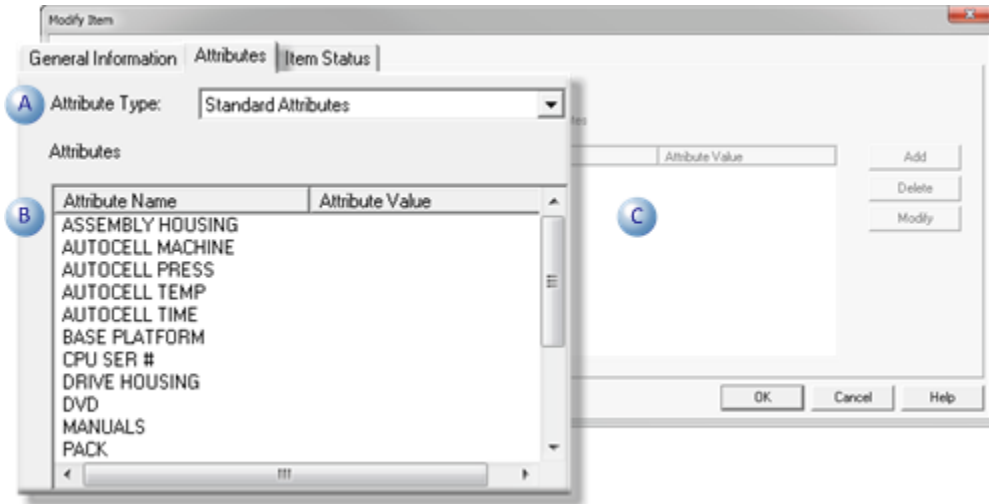 Modify Item
General Information Attributes Item Status
A Attribute Type: Standard Attributes
Attributes
Attribute Name Attribute Value
B
ASSEMBLY HOUSING
AUTOCELL MACHINE
AUTOCELL PRESS
AUTOCELL TEMP
AUTOCELL TIME
BASE PLATFORM
CPU SER #
DRIVE HOUSING
DVD
MANUALS
PACK
Attribute Value
C
Add
Delete
Modify
OK Cancel Help